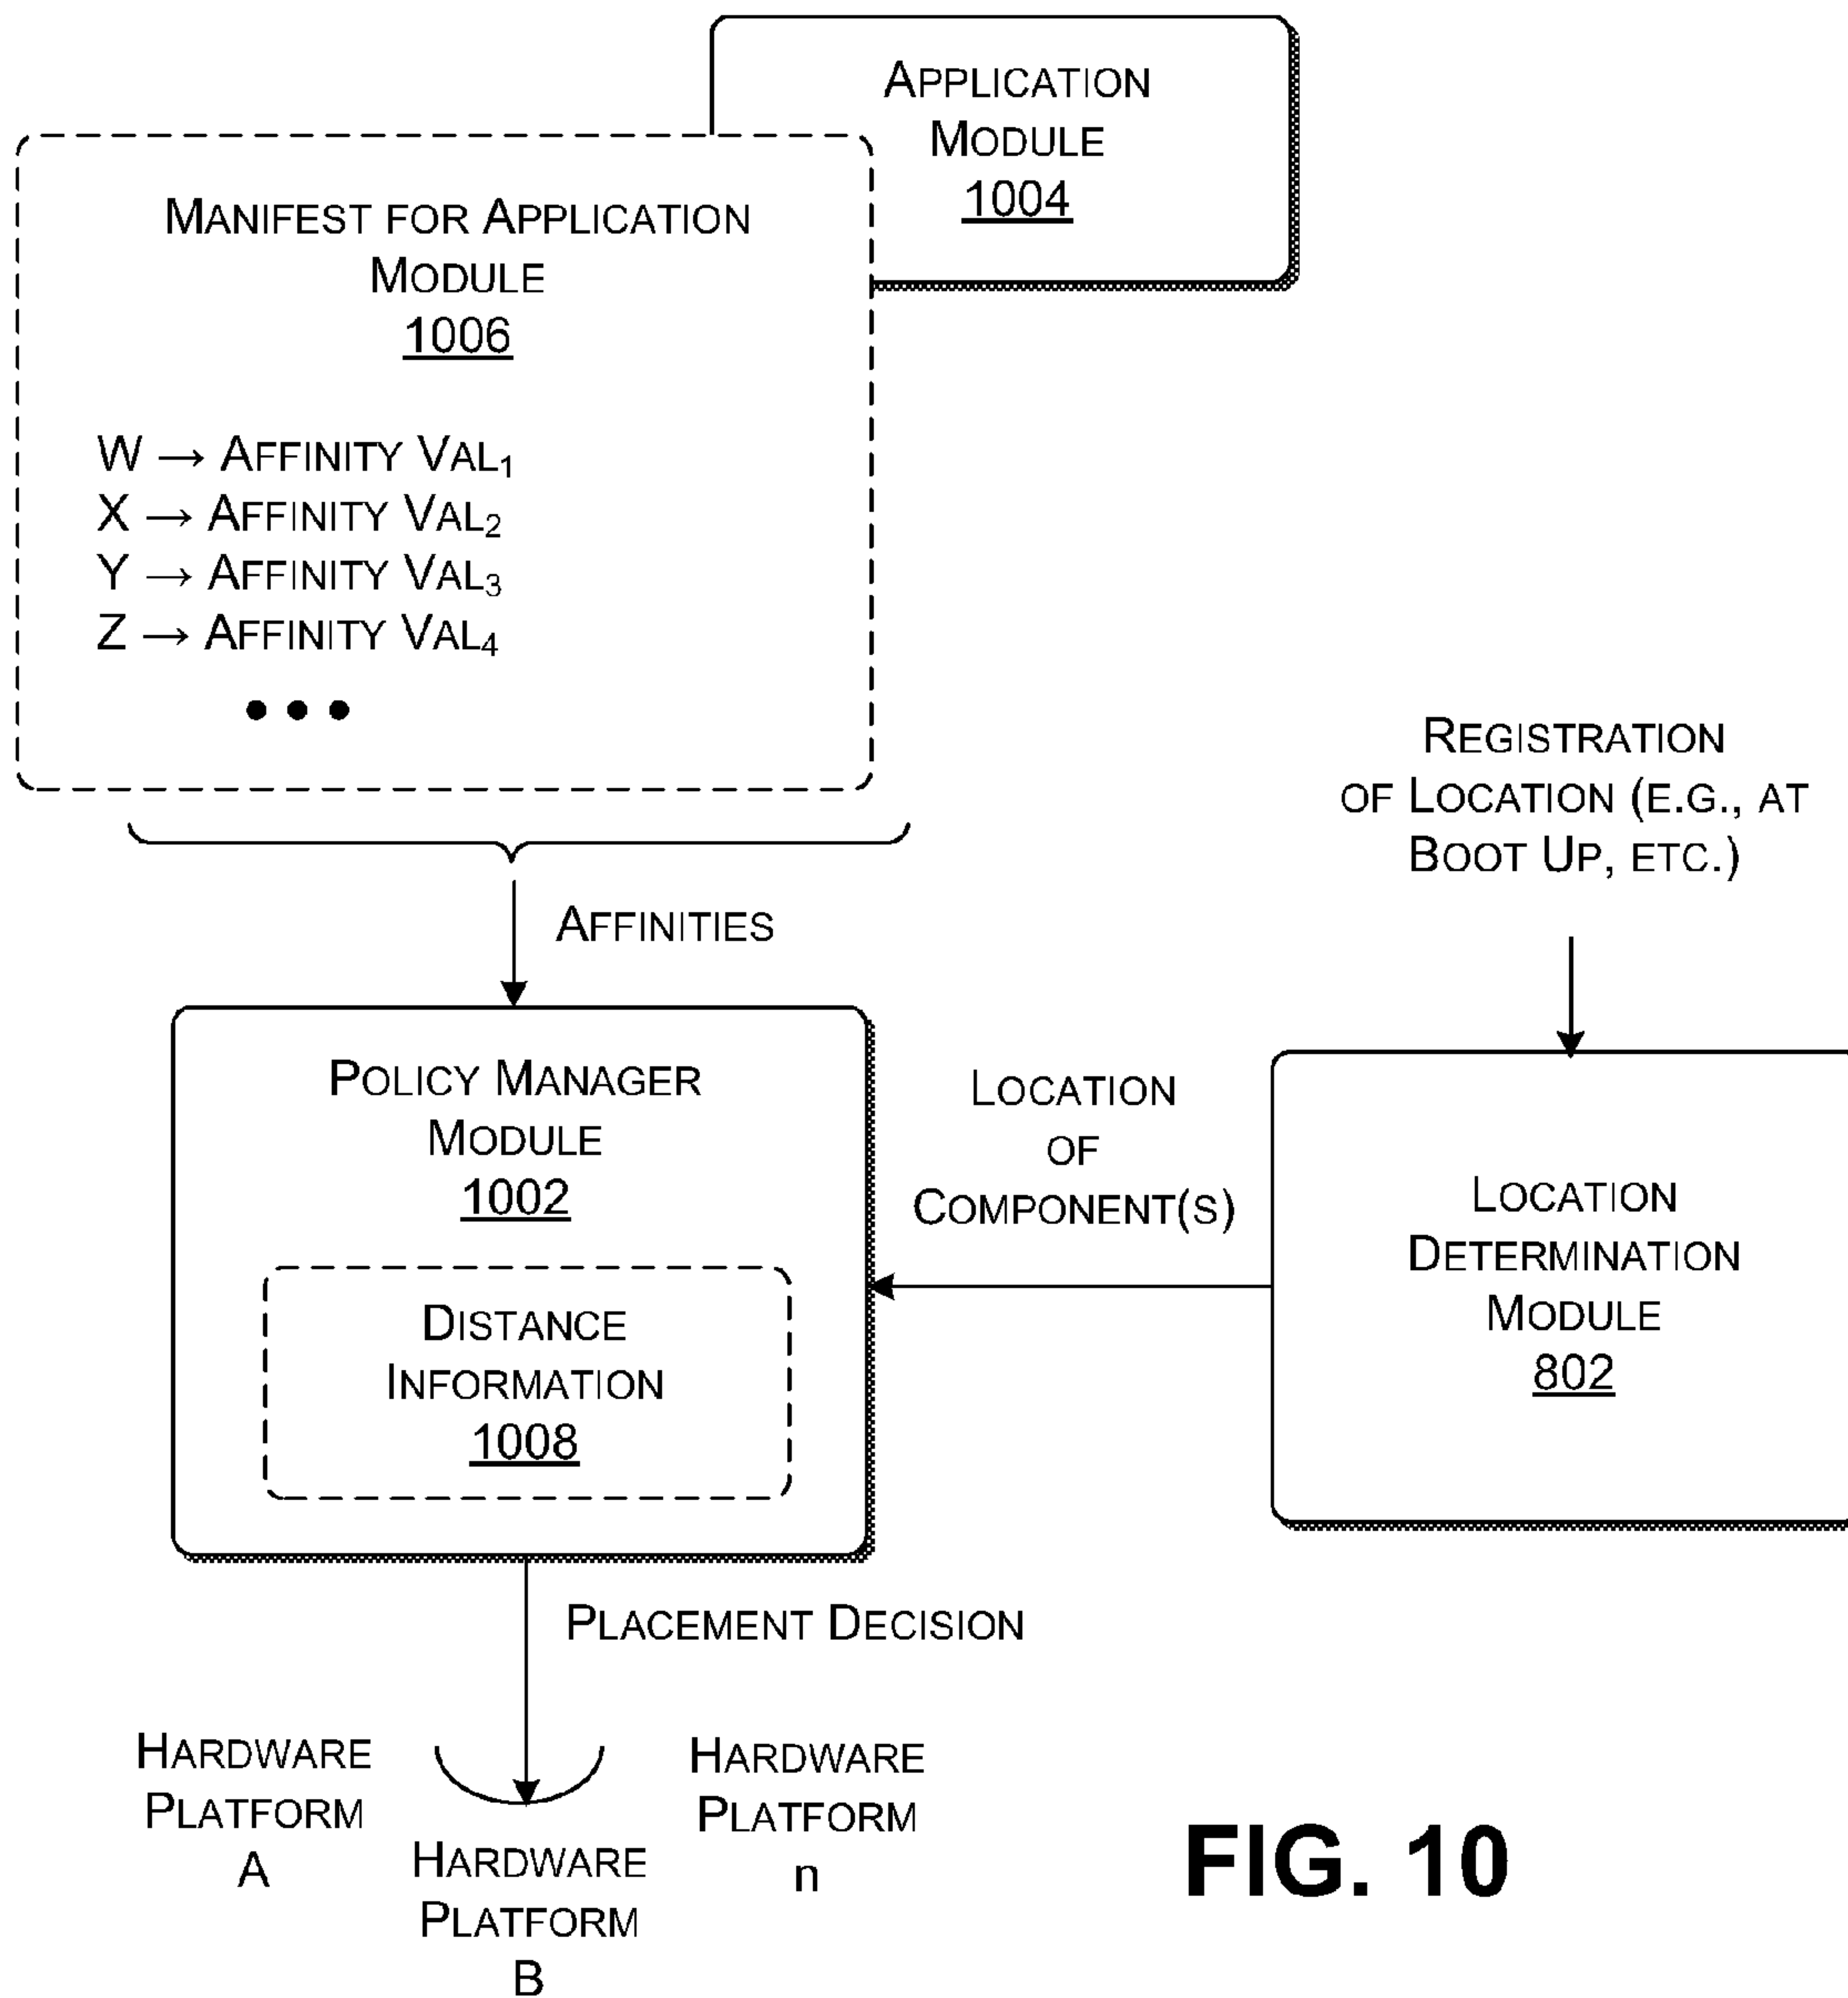 Application
Module
1004
Manifest for Application
Module
1006
W → Affinity Val₁
X → Affinity Val₂
Y → Affinity Val₃
Z → Affinity Val₄
•••
Registration
of Location (e.g., at
Boot Up, etc.)
Affinities
Policy Manager
Module
1002
Distance
Information
1008
Location
of
Component(s)
Location
Determination
Module
802
Placement Decision
Hardware
Platform
A
Hardware
Platform
B
Hardware
Platform
n
FIG. 10